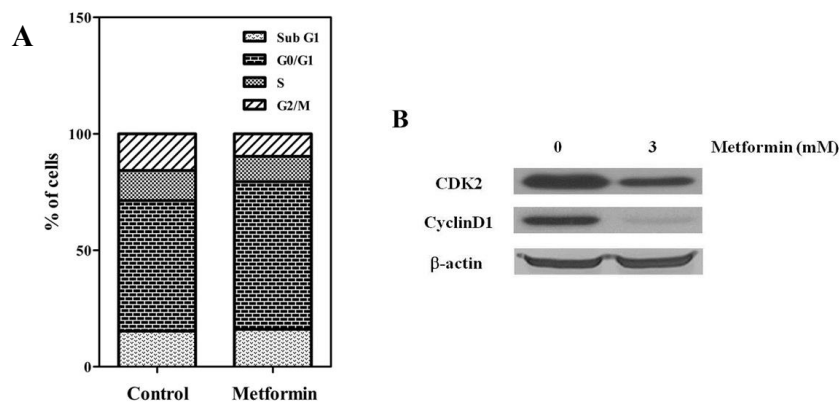 A
150
100
50
0
% of cells
Sub G1
G0/G1
S
G2/M
Control Metformin
B
0 3 Metformin (mM)
CDK2
CyclinD1
β-actin